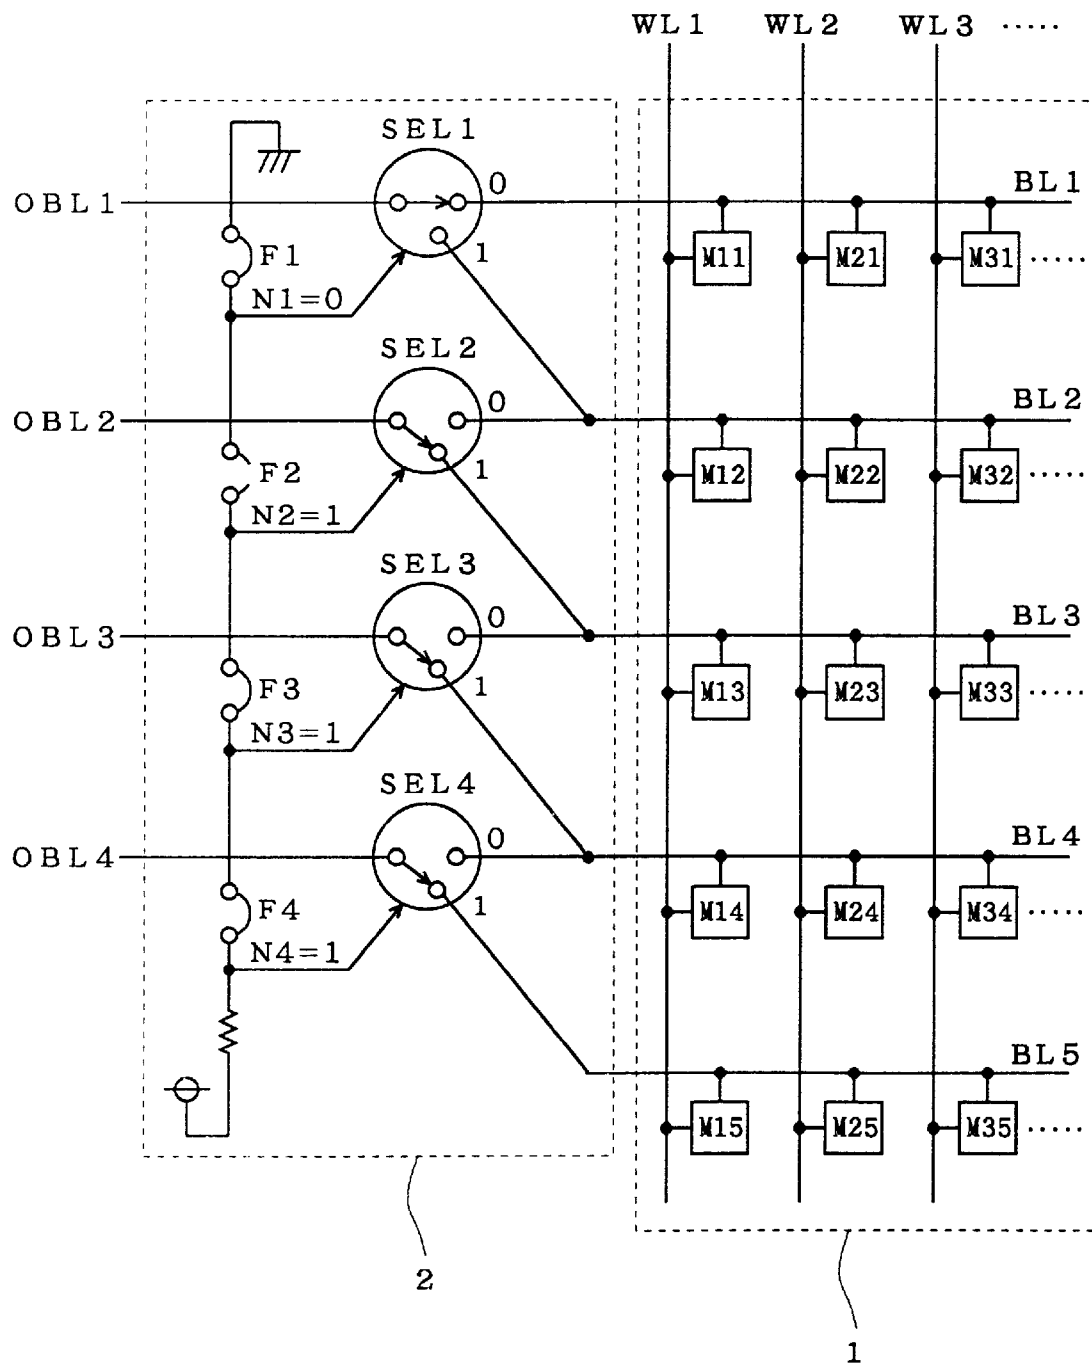 WL1 WL2 WL3 ·····
SEL1
OBL1 0 BL1
F1 1 M11 M21 M31 ·····
N1=0
SEL2
OBL2 0 BL2
F2 1 M12 M22 M32 ·····
N2=1
SEL3
OBL3 0 BL3
F3 1 M13 M23 M33 ·····
N3=1
SEL4
OBL4 0 BL4
F4 1 M14 M24 M34 ·····
N4=1
BL5
M15 M25 M35 ·····
2
1